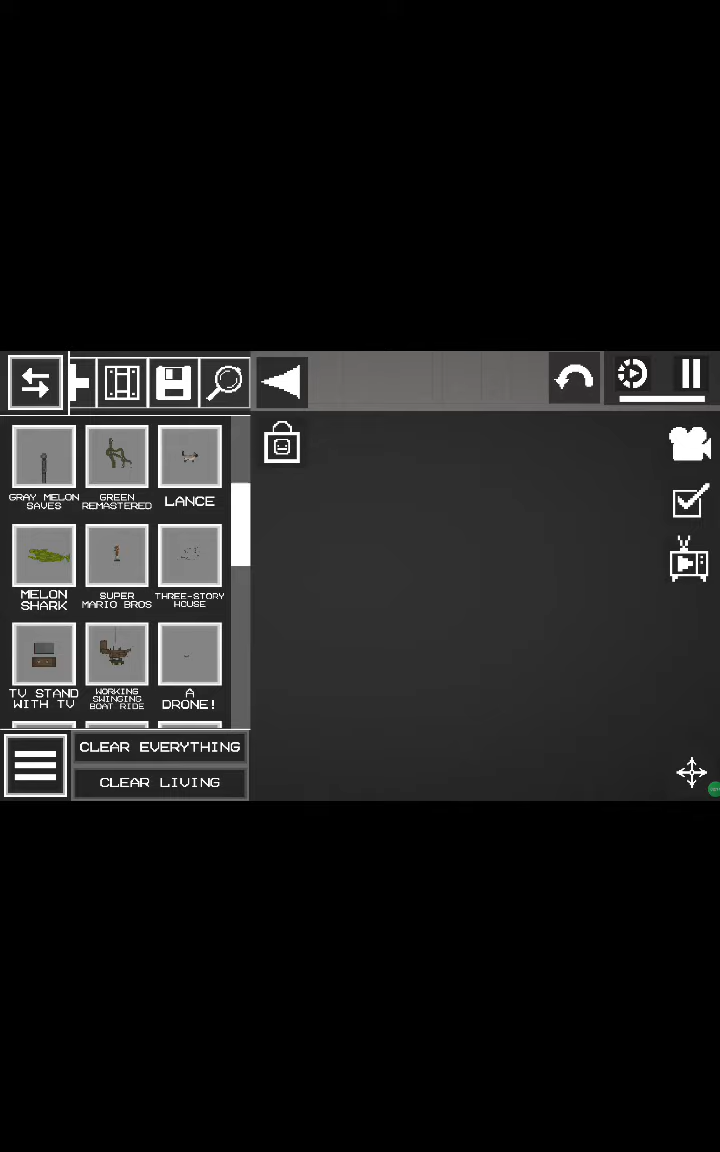 GRAY MELON
SAVES
GREEN
REMASTERED
LANCE
MELON
SHARK
SUPER
MARIO BROS
THREE-STORY
HOUSE
TV STAND
WITH TV
WORKING
SWINGING
BOAT RIDE
A
DRONE!
CLEAR EVERYTHING
CLEAR LIVING